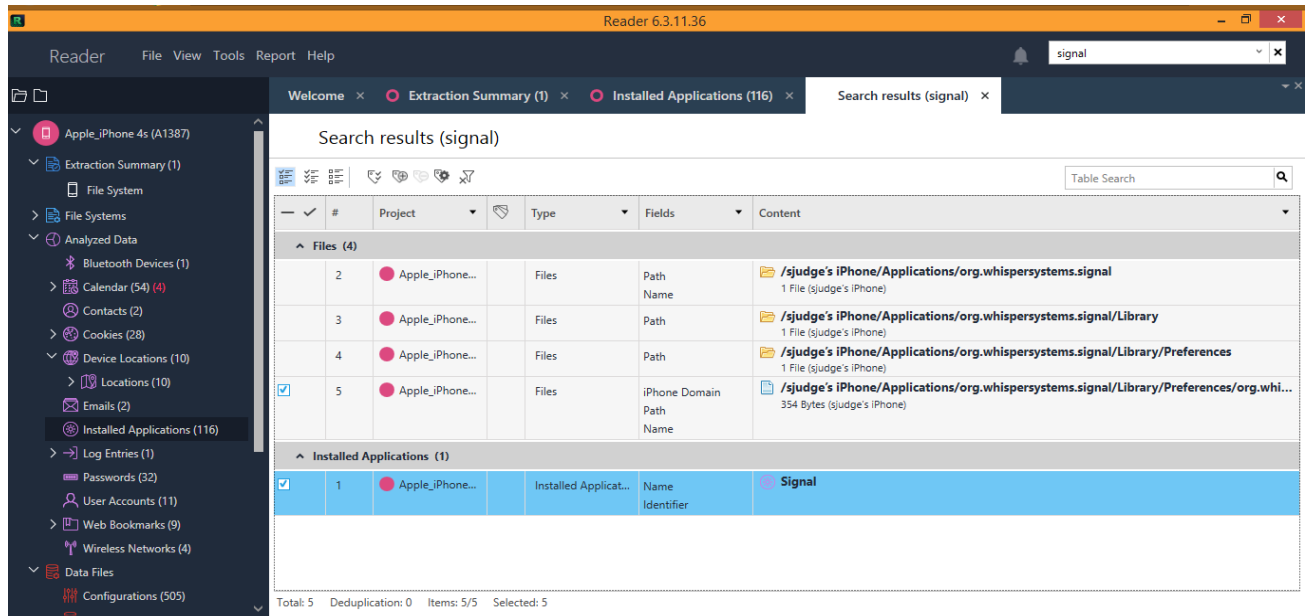 R
Reader 6.3.11.36
Reader File View Tools Report Help
signal
Welcome × Extraction Summary (1) × Installed Applications (116) × Search results (signal) ×
Apple_iPhone 4s (A1387)
Extraction Summary (1)
File System
File Systems
Analyzed Data
Bluetooth Devices (1)
Calendar (54) (4)
Contacts (2)
Cookies (28)
Device Locations (10)
Locations (10)
Emails (2)
Installed Applications (116)
Log Entries (1)
Passwords (32)
User Accounts (11)
Web Bookmarks (9)
Wireless Networks (4)
Data Files
Configurations (505)
Search results (signal)
Table Search
# Project Type Fields Content
Files (4)
2 Apple_iPhone... Files Path /sjudge's iPhone/Applications/org.whispersystems.signal
Name 1 File (sjudge's iPhone)
3 Apple_iPhone... Files Path /sjudge's iPhone/Applications/org.whispersystems.signal/Library
1 File (sjudge's iPhone)
4 Apple_iPhone... Files Path /sjudge's iPhone/Applications/org.whispersystems.signal/Library/Preferences
1 File (sjudge's iPhone)
5 Apple_iPhone... Files iPhone Domain /sjudge's iPhone/Applications/org.whispersystems.signal/Library/Preferences/org.whi...
Path 354 Bytes (sjudge's iPhone)
Name
Installed Applications (1)
1 Apple_iPhone... Installed Applicat... Name Signal
Identifier
Total: 5 Deduplication: 0 Items: 5/5 Selected: 5